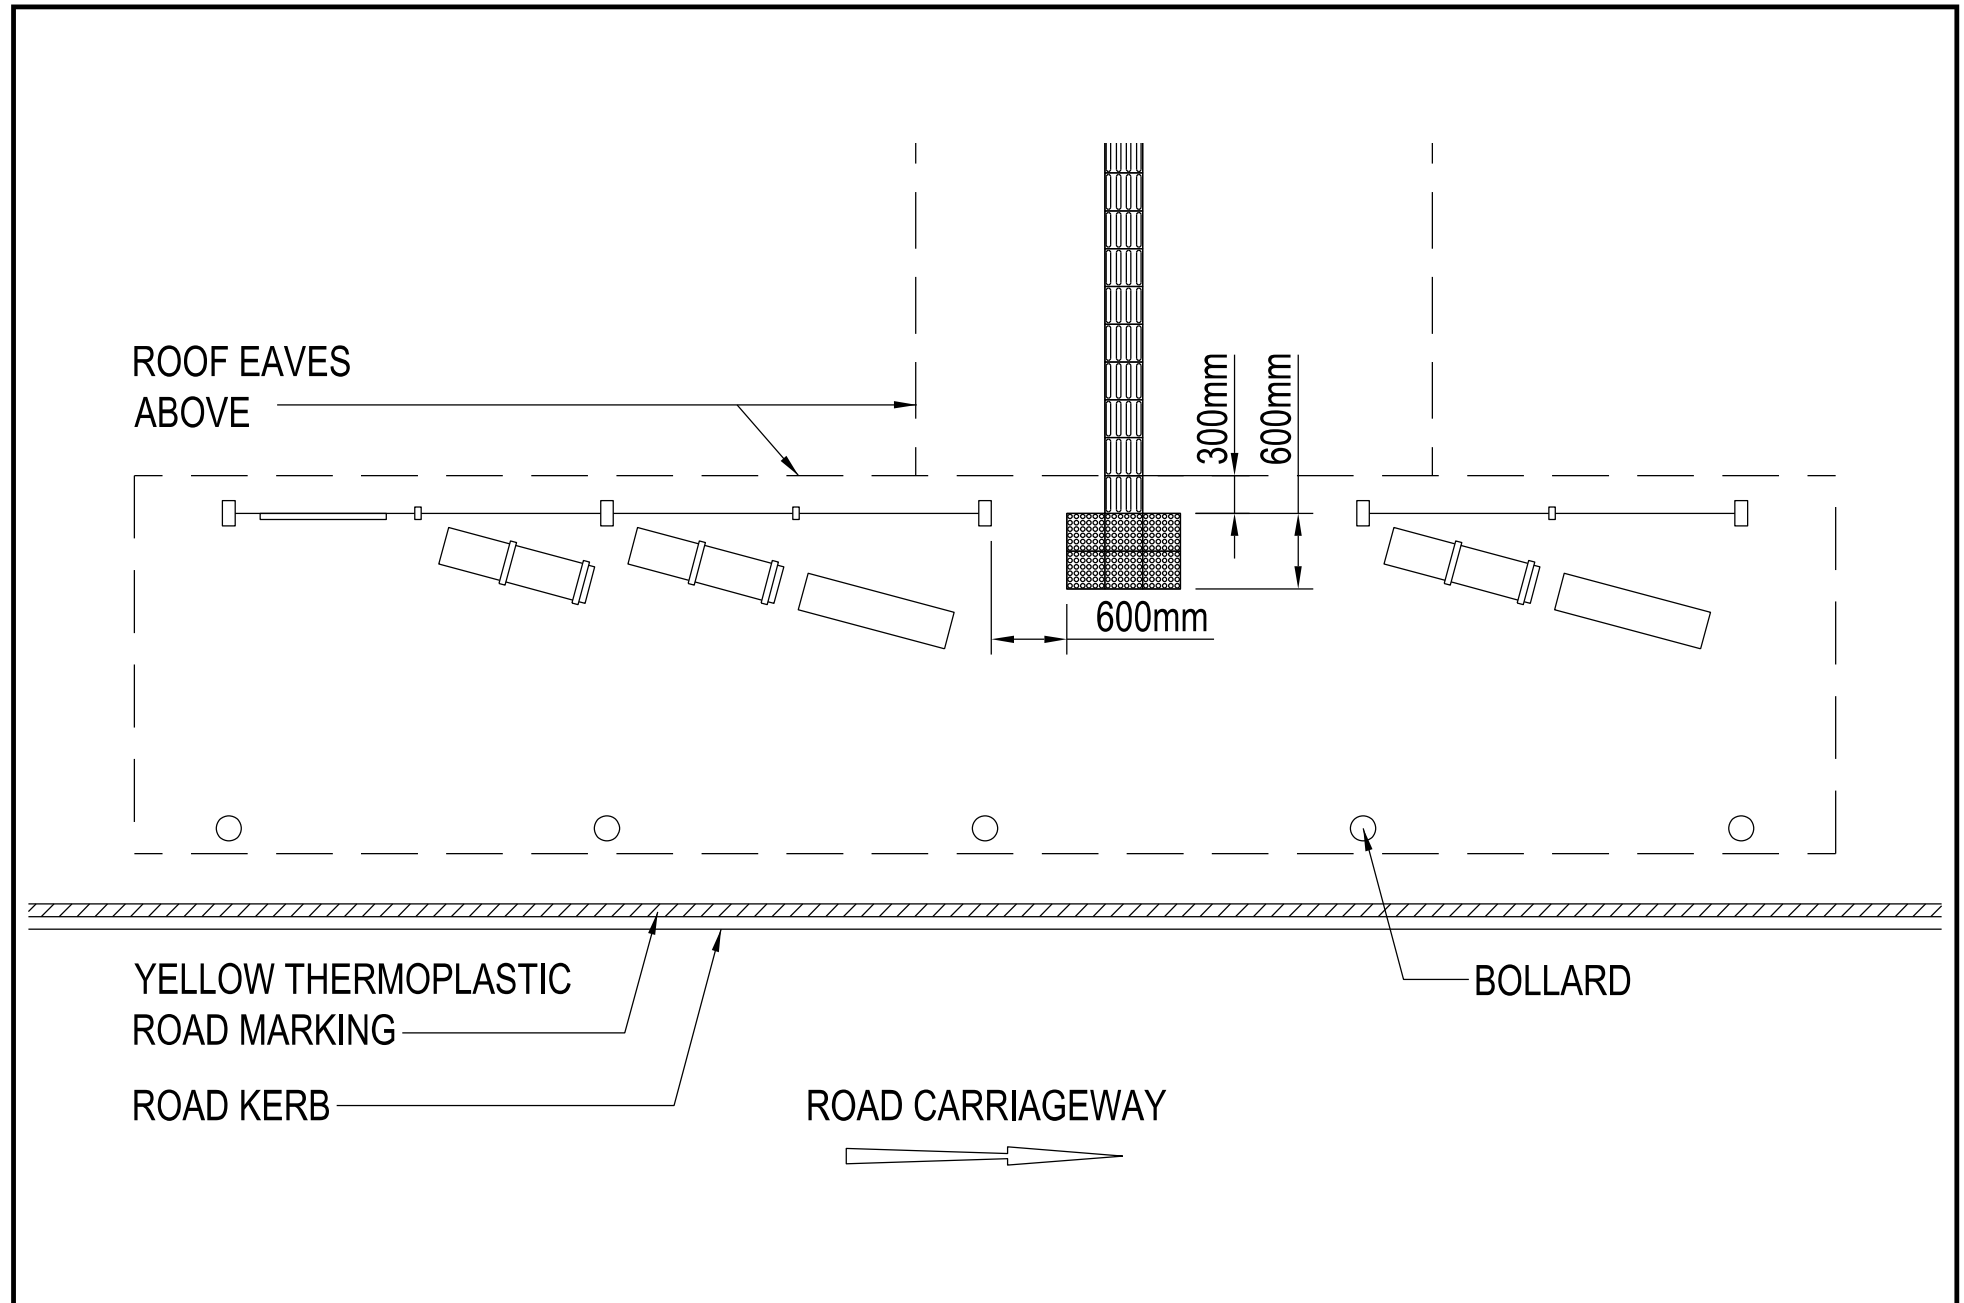 ROOF EAVES
ABOVE
300mm
600mm
600mm
YELLOW THERMOPLASTIC
ROAD MARKING
BOLLARD
ROAD KERB
ROAD CARRIAGEWAY